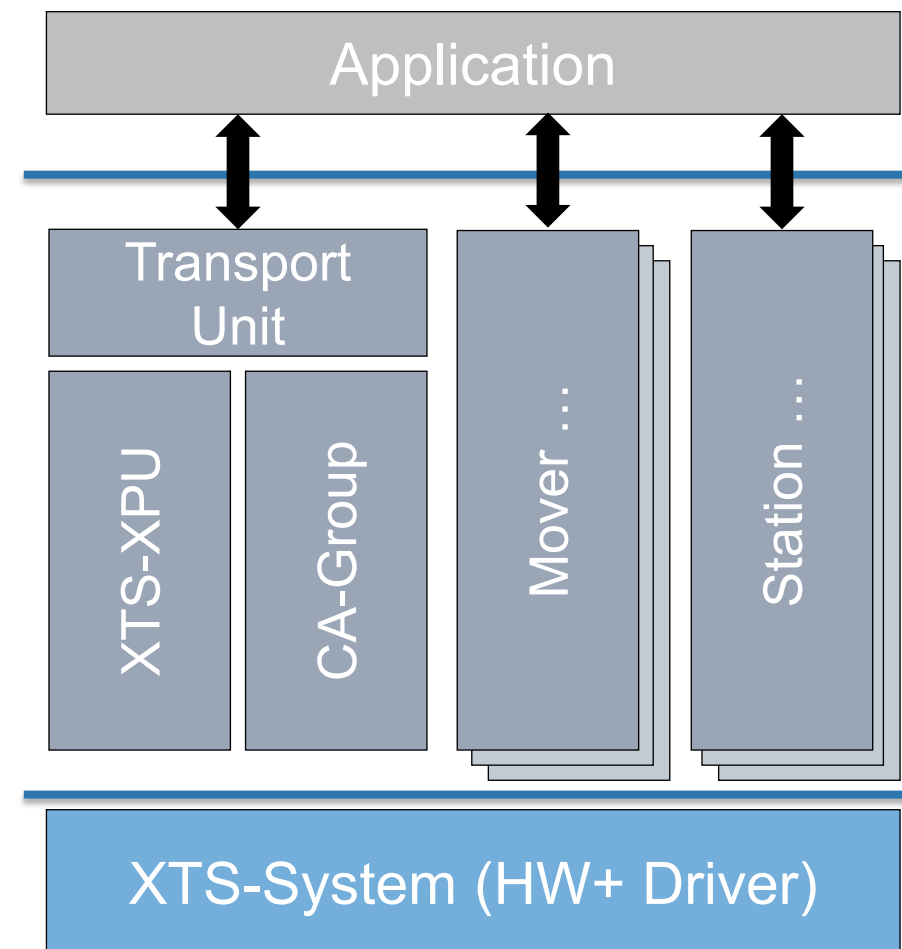 Application
Transport
Unit
XTS-XPU
CA-Group
Mover …
Station …
XTS-System (HW+ Driver)